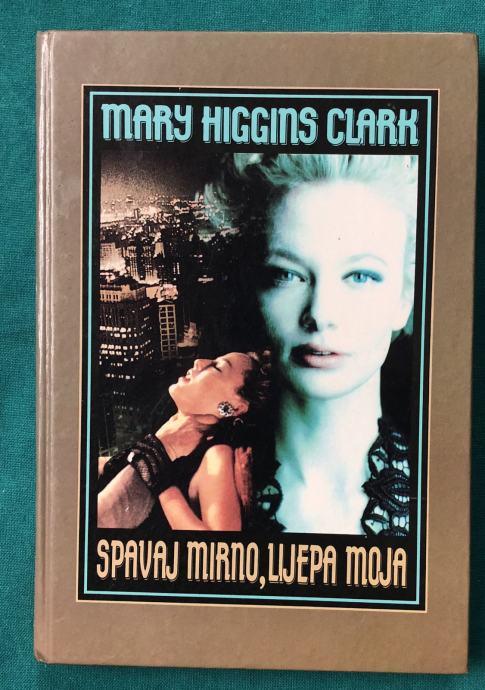 MARY HIGGINS CLARK
SPAVAJ MIRNO, LIJEPA MOJA